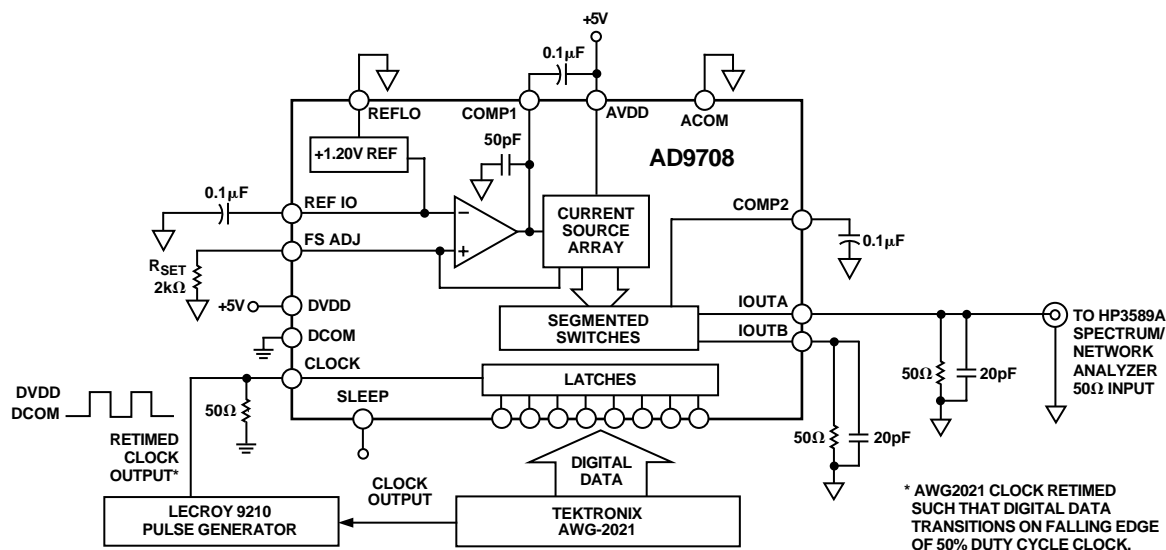 +5V
0.1µF
REFLO
COMP1
AVDD
ACOM
50pF
+1.20V REF
AD9708
0.1µF
REF IO
CURRENT
SOURCE
ARRAY
COMP2
0.1µF
FS ADJ
RSET
2kΩ
+5V
DVDD
DCOM
SEGMENTED
SWITCHES
IOUTA
IOUTB
TO HP3589A
SPECTRUM/
NETWORK
ANALYZER
50Ω INPUT
CLOCK
LATCHES
50Ω
20pF
DVDD
DCOM
50Ω
SLEEP
50Ω
20pF
RETIMED
CLOCK
OUTPUT*
DIGITAL
DATA
CLOCK
OUTPUT
LECROY 9210
PULSE GENERATOR
TEKTRONIX
AWG-2021
* AWG2021 CLOCK RETIMED
SUCH THAT DIGITAL DATA
TRANSITIONS ON FALLING EDGE
OF 50% DUTY CYCLE CLOCK.